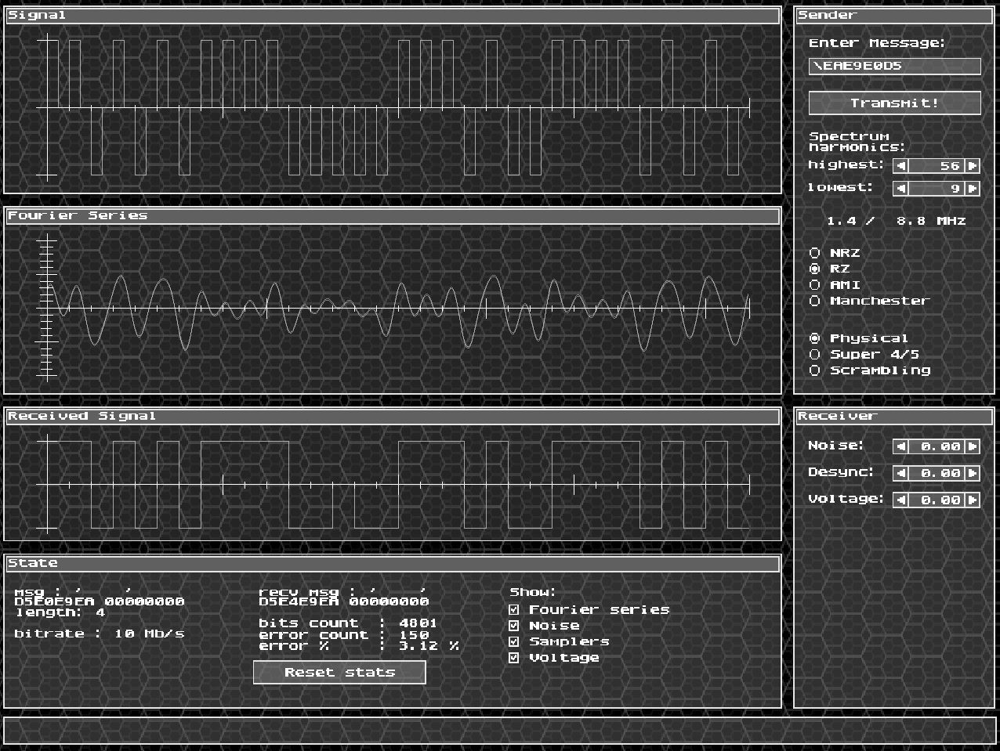 Signal
Sender
Enter Message:
\EAE9E0D5
Transmit!
Spectrum
harmonics:
highest: 56
lowest: 9
1.4 / 8.8 MHz
NRZ
RZ
AMI
Manchester
Physical
Super 4/5
Scrambling
Fourier Series
Received Signal
Receiver
Noise: 0.00
Desync: 0.00
Voltage: 0.00
State
msg : ' '
D5E0E9EA 00000000
length: 4
bitrate : 10 Mb/s
recv msg : ' '
D5E4E9EA 00000000
bits count : 4801
error count : 150
error % : 3.12 %
Reset stats
Show:
Fourier series
Noise
Samplers
Voltage